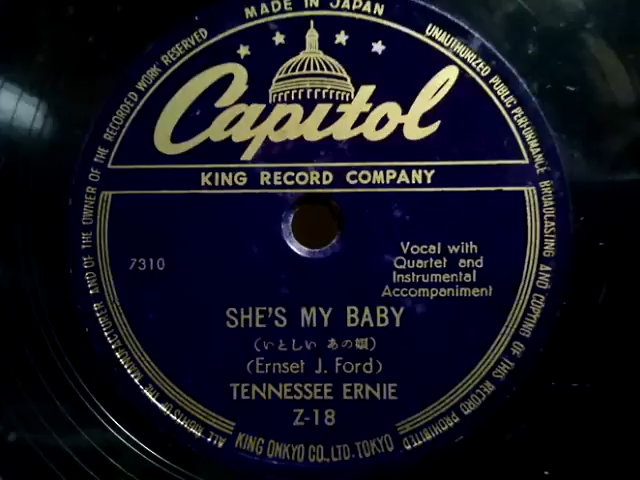 MADE IN JAPAN
ALL RIGHTS OF THE MANUFACTURER AND OF THE OWNER OF THE RECORDED WORK RESERVED
UNAUTHORIZED PUBLIC PERFORMANCE BROADCASTING AND COPYING OF THIS RECORD PROHIBITED
Capitol
KING RECORD COMPANY
7310
Vocal with
Quartet and
Instrumental
Accompaniment
SHE'S MY BABY
(いとしい あの娘)
(Ernset J. Ford)
TENNESSEE ERNIE
Z-18
KING ONKYO CO., LTD. TOKYO